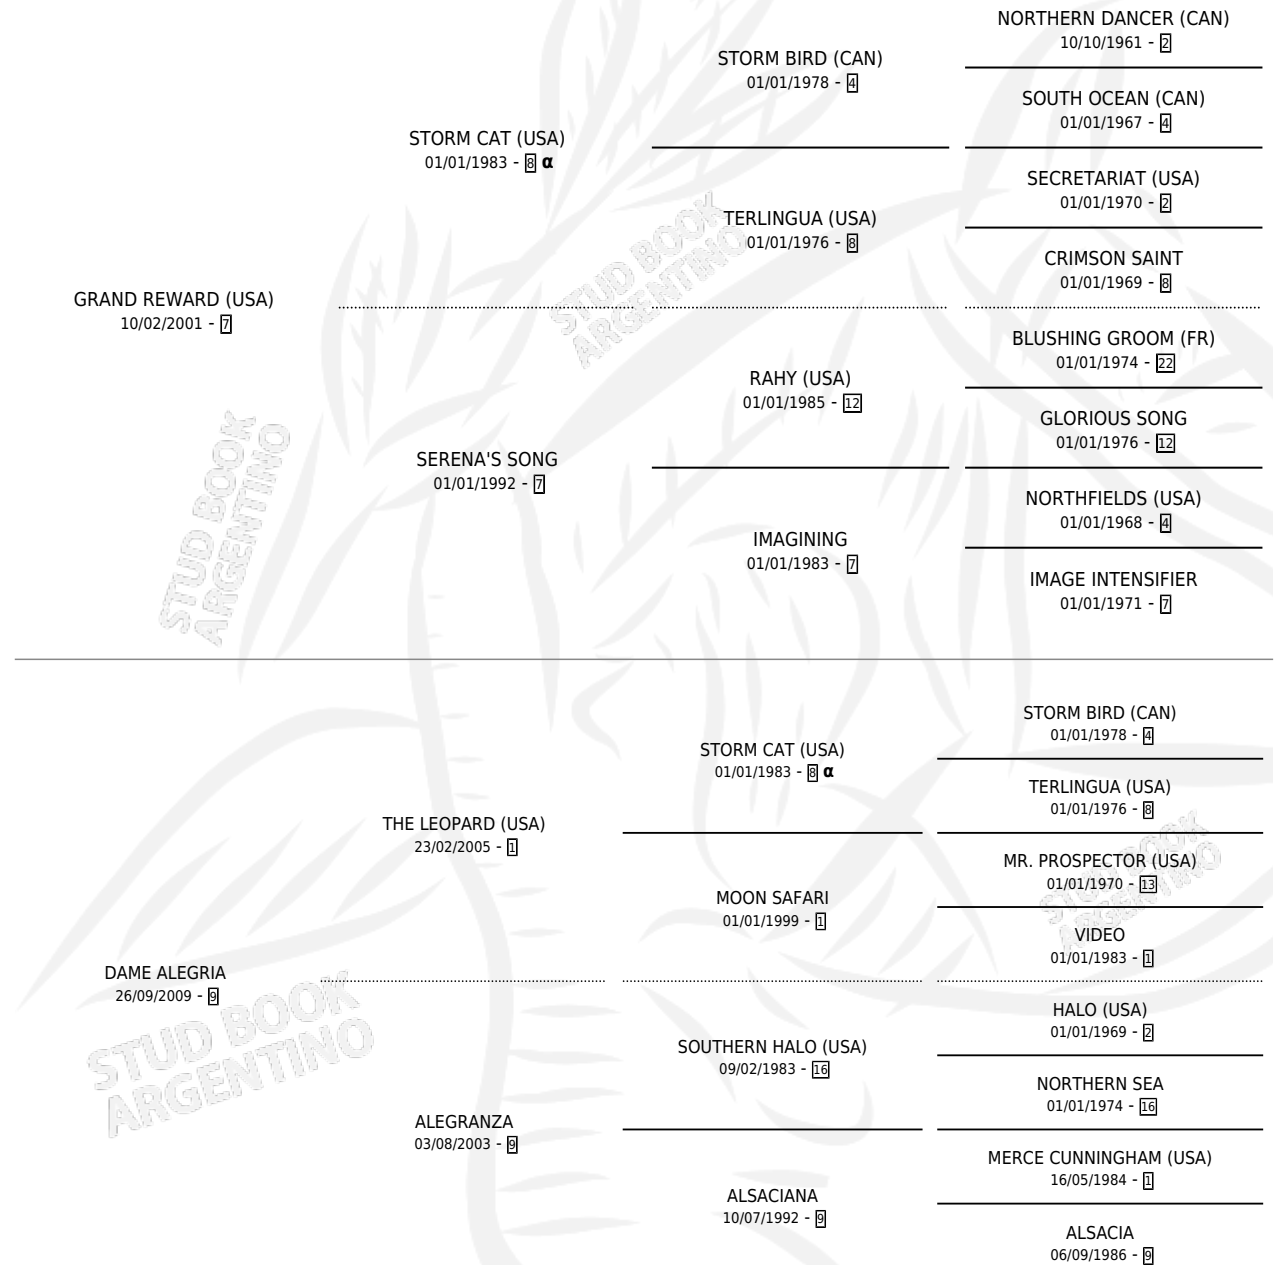 NORTHERN DANCER (CAN)
10/10/1961 - 2
STORM BIRD (CAN)
01/01/1978 - 4
SOUTH OCEAN (CAN)
01/01/1967 - 4
STORM CAT (USA)
01/01/1983 - 8 α
SECRETARIAT (USA)
01/01/1970 - 2
TERLINGUA (USA)
01/01/1976 - 8
CRIMSON SAINT
01/01/1969 - 8
GRAND REWARD (USA)
10/02/2001 - 7
BLUSHING GROOM (FR)
01/01/1974 - 22
RAHY (USA)
01/01/1985 - 12
GLORIOUS SONG
01/01/1976 - 12
SERENA'S SONG
01/01/1992 - 7
NORTHFIELDS (USA)
01/01/1968 - 4
IMAGINING
01/01/1983 - 7
IMAGE INTENSIFIER
01/01/1971 - 7
STUD BOOK
ARGENTINO
STUD BOOK
ARGENTINO
STORM BIRD (CAN)
01/01/1978 - 4
STORM CAT (USA)
01/01/1983 - 8 α
TERLINGUA (USA)
01/01/1976 - 8
THE LEOPARD (USA)
23/02/2005 - 1
MR. PROSPECTOR (USA)
01/01/1970 - 13
MOON SAFARI
01/01/1999 - 1
VIDEO
01/01/1983 - 1
DAME ALEGRIA
26/09/2009 - 9
HALO (USA)
01/01/1969 - 2
SOUTHERN HALO (USA)
09/02/1983 - 16
NORTHERN SEA
01/01/1974 - 16
ALEGRANZA
03/08/2003 - 9
MERCE CUNNINGHAM (USA)
16/05/1984 - 1
ALSACIANA
10/07/1992 - 9
ALSACIA
06/09/1986 - 9
STUD BOOK
ARGENTINO
STUD BOOK
ARGENTINO